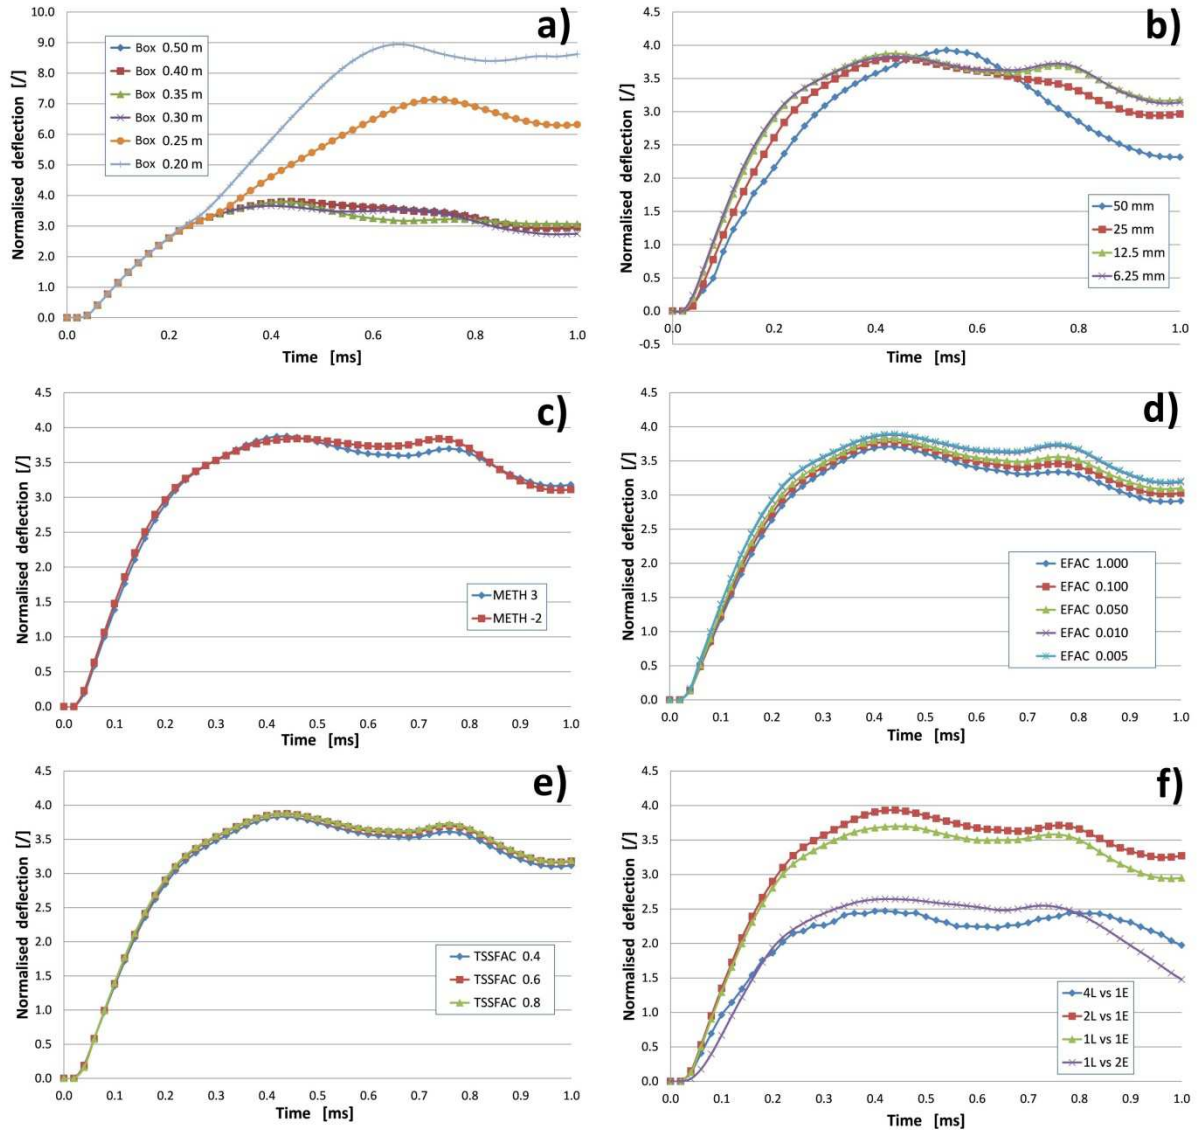 a)
10.0
9.0
8.0
7.0
6.0
5.0
4.0
3.0
2.0
1.0
0.0
Normalised deflection [/]
Box 0.50 m
Box 0.40 m
Box 0.35 m
Box 0.30 m
Box 0.25 m
Box 0.20 m
0.0 0.2 0.4 0.6 0.8 1.0
Time [ms]
b)
4.5
4.0
3.5
3.0
2.5
2.0
1.5
1.0
0.5
0.0
-0.5
Normalised deflection [/]
50 mm
25 mm
12.5 mm
6.25 mm
0.0 0.2 0.4 0.6 0.8 1.0
Time [ms]
c)
4.5
4.0
3.5
3.0
2.5
2.0
1.5
1.0
0.5
0.0
Normalised deflection [/]
METH 3
METH -2
0.0 0.1 0.2 0.3 0.4 0.5 0.6 0.7 0.8 0.9 1.0
Time [ms]
d)
4.5
4.0
3.5
3.0
2.5
2.0
1.5
1.0
0.5
0.0
Normalised deflection [/]
EFAC 1.000
EFAC 0.100
EFAC 0.050
EFAC 0.010
EFAC 0.005
0.0 0.1 0.2 0.3 0.4 0.5 0.6 0.7 0.8 0.9 1.0
Time [ms]
e)
4.5
4.0
3.5
3.0
2.5
2.0
1.5
1.0
0.5
0.0
Normalised deflection [/]
TSSFAC 0.4
TSSFAC 0.6
TSSFAC 0.8
0.0 0.1 0.2 0.3 0.4 0.5 0.6 0.7 0.8 0.9 1.0
Time [ms]
f)
4.5
4.0
3.5
3.0
2.5
2.0
1.5
1.0
0.5
0.0
Normalised deflection [/]
4L vs 1E
2L vs 1E
1L vs 1E
1L vs 2E
0.0 0.1 0.2 0.3 0.4 0.5 0.6 0.7 0.8 0.9 1.0
Time [ms]